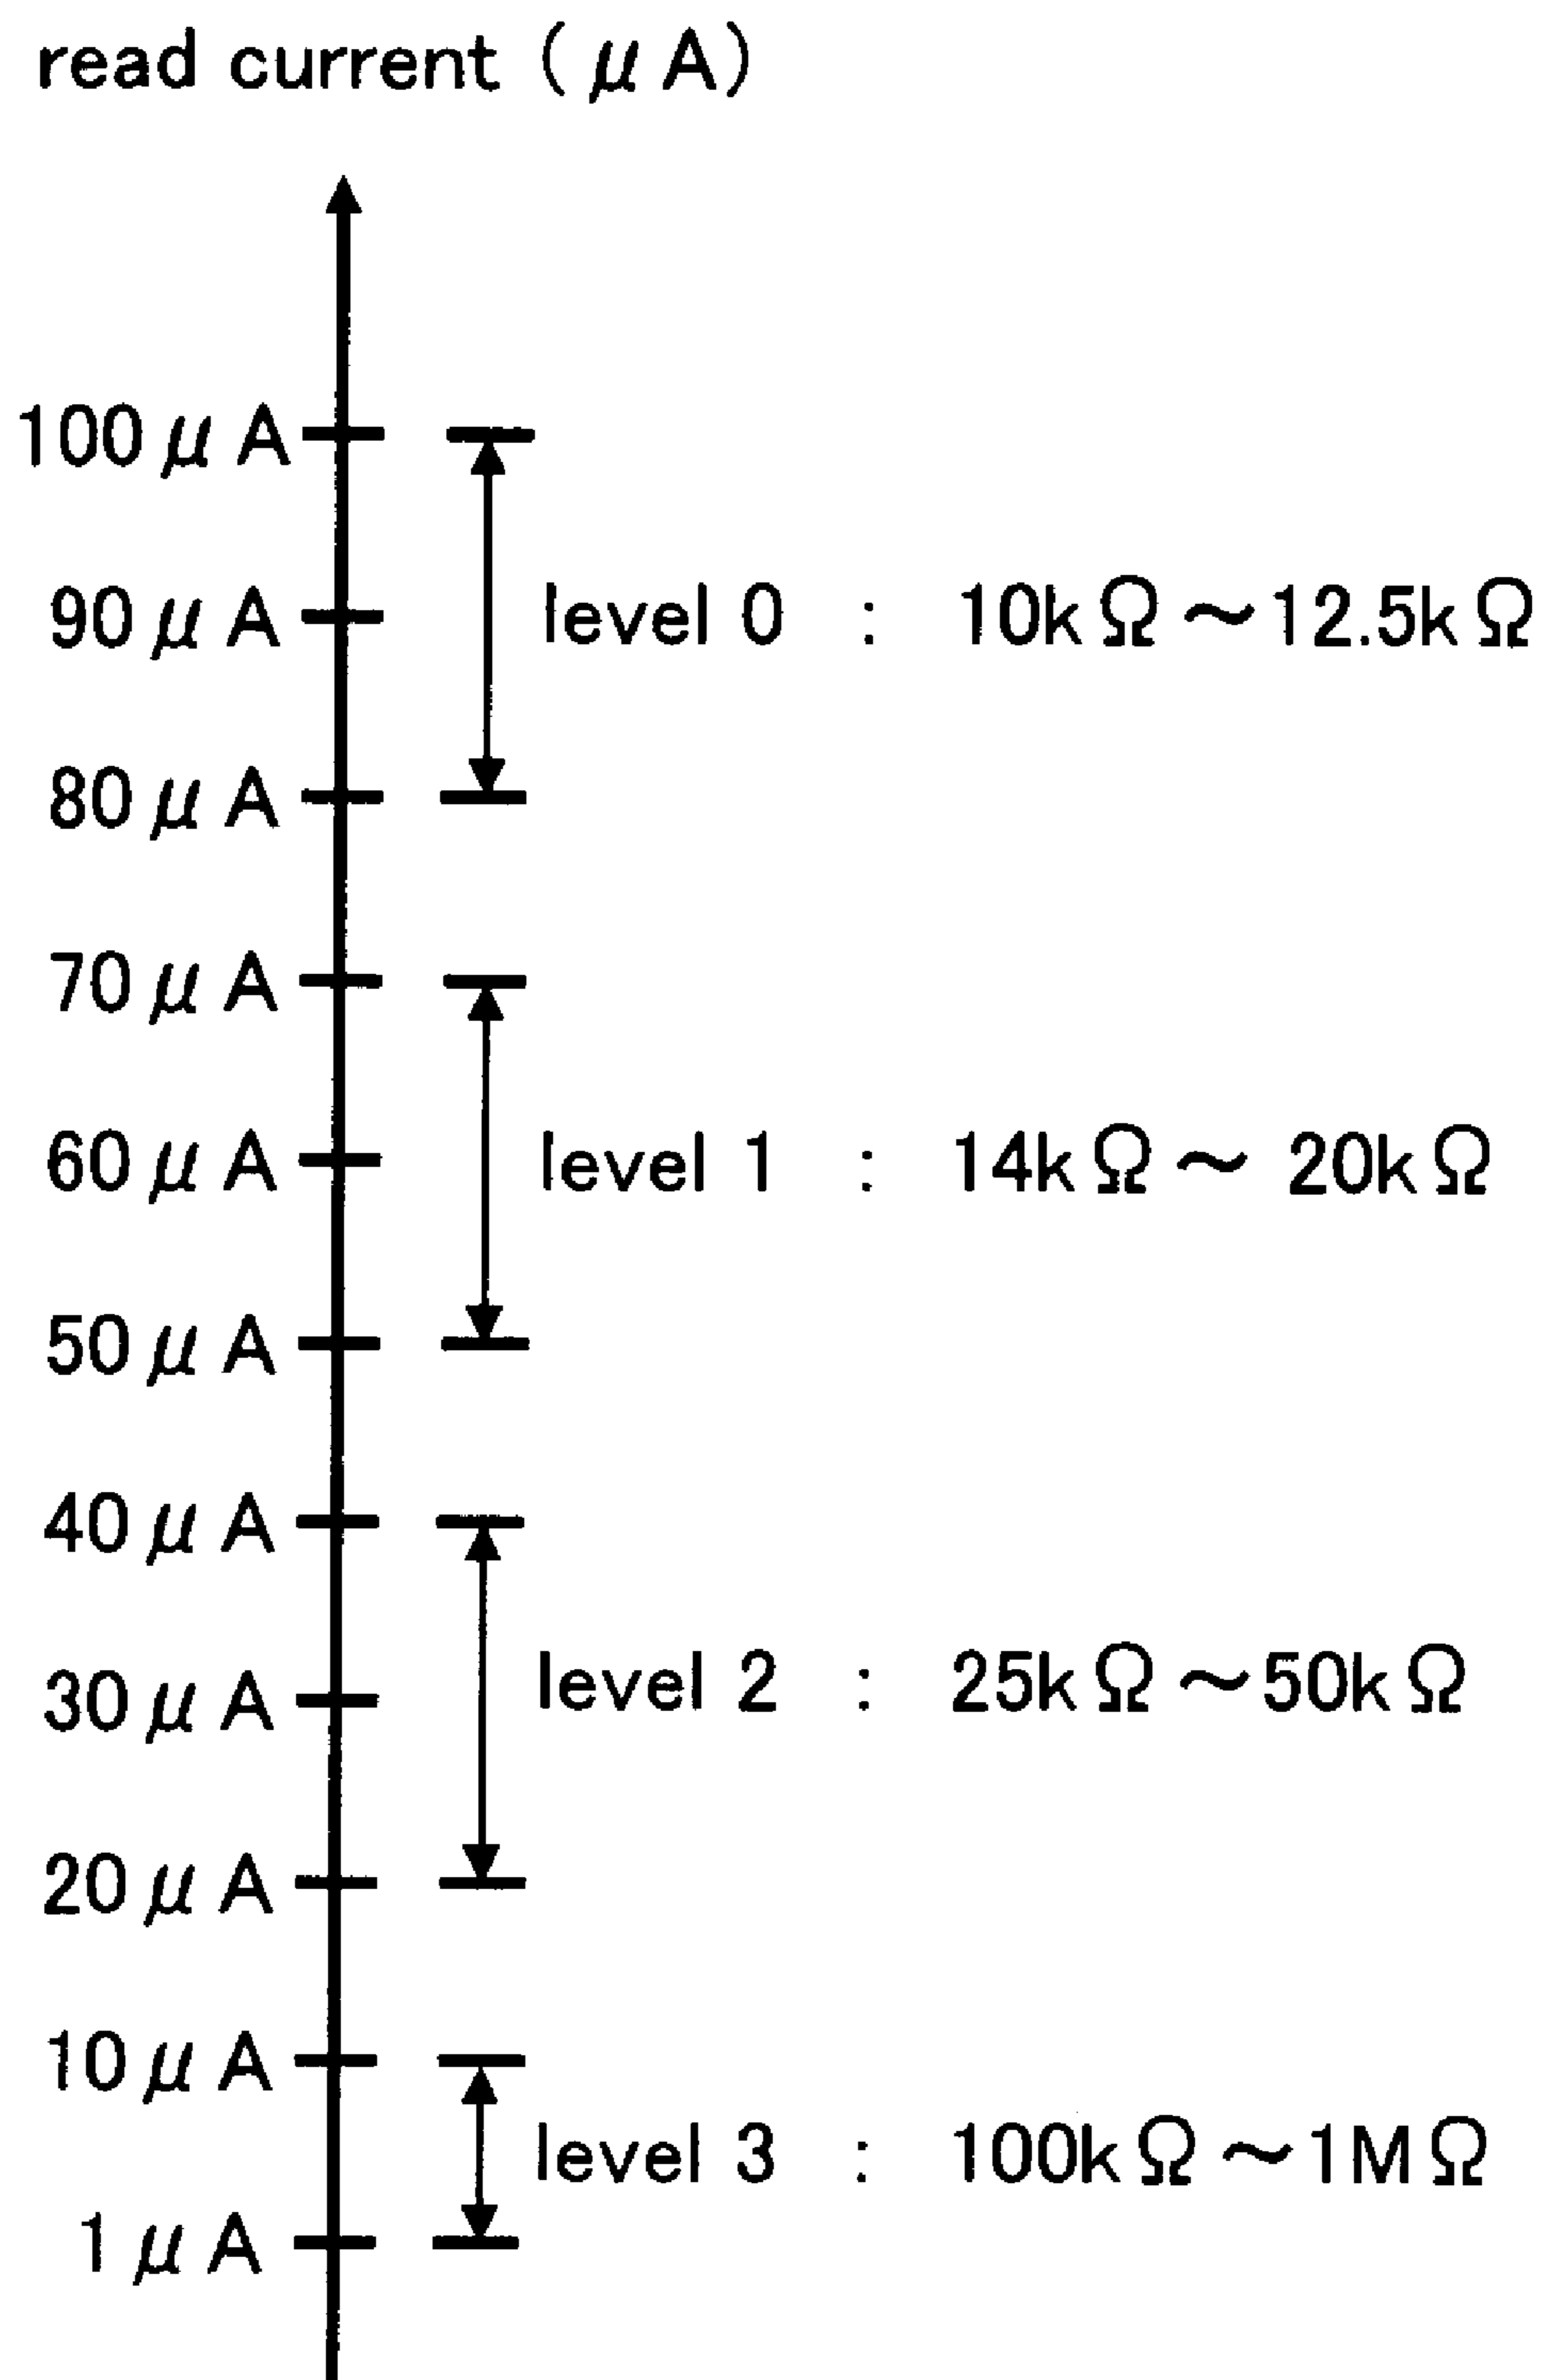 read current (μA)
100μA
90μA
level 0 : 10kΩ～12.5kΩ
80μA
70μA
60μA
level 1 : 14kΩ～ 20kΩ
50μA
40μA
30μA
level 2 : 25kΩ～50kΩ
20μA
10μA
level 3 : 100kΩ～1MΩ
1μA